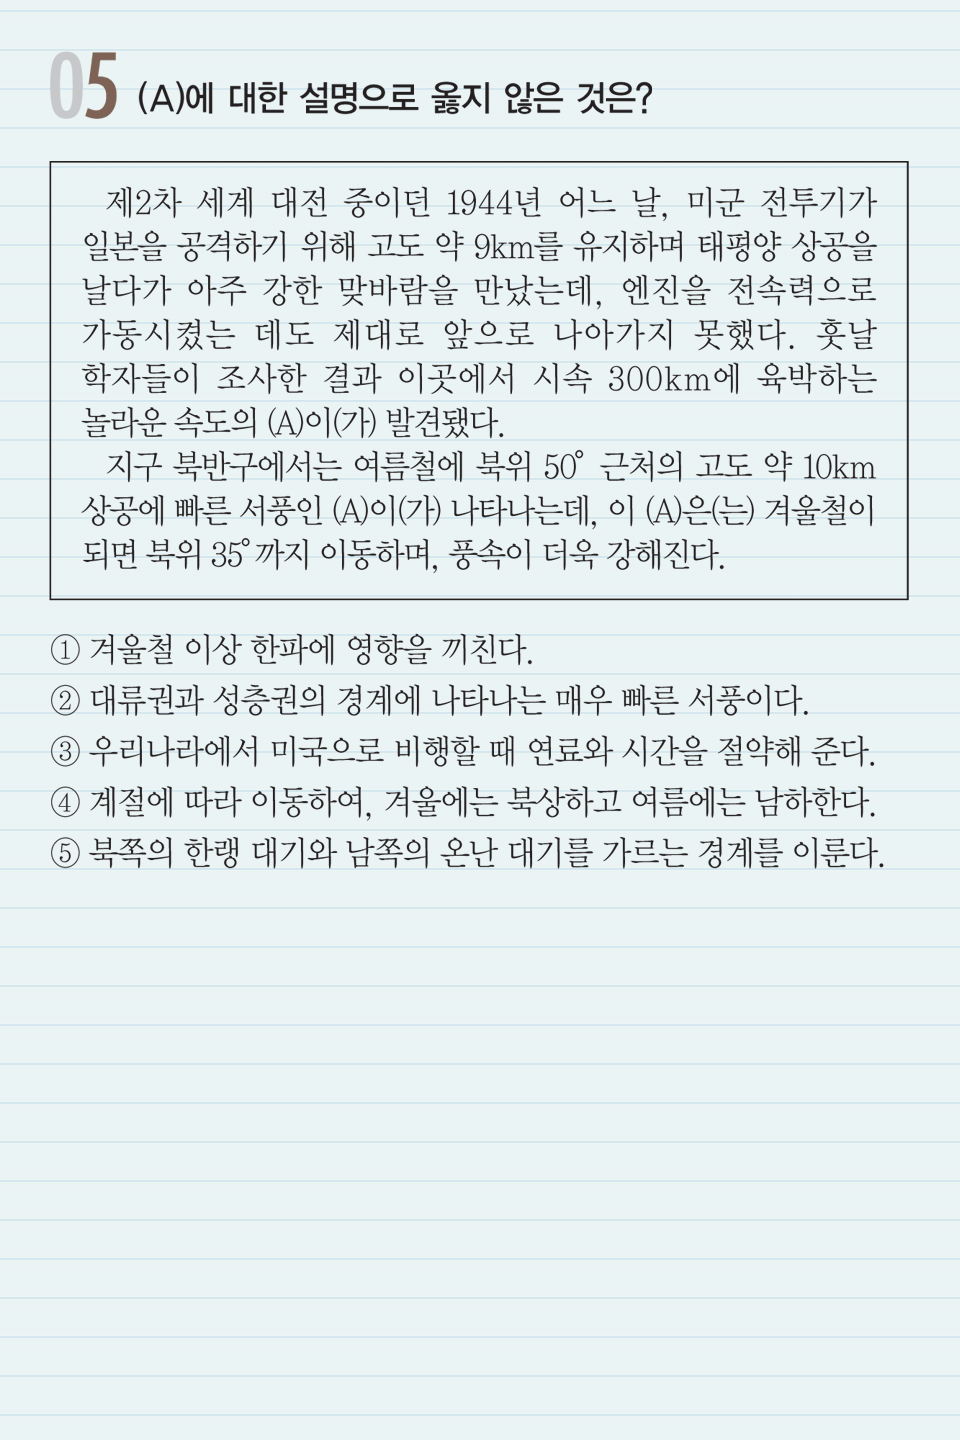 05 (A)에 대한 설명으로 옳지 않은 것은?
제2차 세계 대전 중이던 1944년 어느 날, 미군 전투기가
일본을 공격하기 위해 고도 약 9km를 유지하며 태평양 상공을
날다가 아주 강한 맞바람을 만났는데, 엔진을 전속력으로
가동시켰는 데도 제대로 앞으로 나아가지 못했다. 훗날
학자들이 조사한 결과 이곳에서 시속 300km에 육박하는
놀라운 속도의 (A)이(가) 발견됐다.
지구 북반구에서는 여름철에 북위 50° 근처의 고도 약 10km
상공에 빠른 서풍인 (A)이(가) 나타나는데, 이 (A)은(는) 겨울철이
되면 북위 35°까지 이동하며, 풍속이 더욱 강해진다.
① 겨울철 이상 한파에 영향을 끼친다.
② 대류권과 성층권의 경계에 나타나는 매우 빠른 서풍이다.
③ 우리나라에서 미국으로 비행할 때 연료와 시간을 절약해 준다.
④ 계절에 따라 이동하여, 겨울에는 북상하고 여름에는 남하한다.
⑤ 북쪽의 한랭 대기와 남쪽의 온난 대기를 가르는 경계를 이룬다.